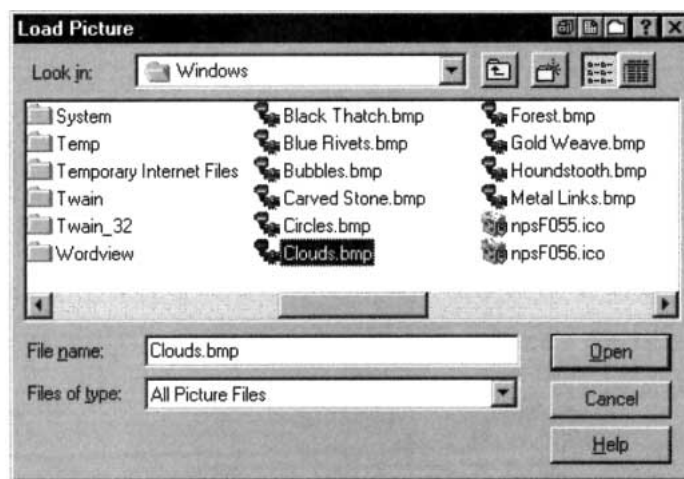 Load Picture
Look in: Windows
System
Temp
Temporary Internet Files
Twain
Twain_32
Wordview
Black Thatch.bmp
Blue Rivets.bmp
Bubbles.bmp
Carved Stone.bmp
Circles.bmp
Clouds.bmp
Forest.bmp
Gold Weave.bmp
Houndstooth.bmp
Metal Links.bmp
npsF055.ico
npsF056.ico
File name: Clouds.bmp
Open
Files of type: All Picture Files
Cancel
Help